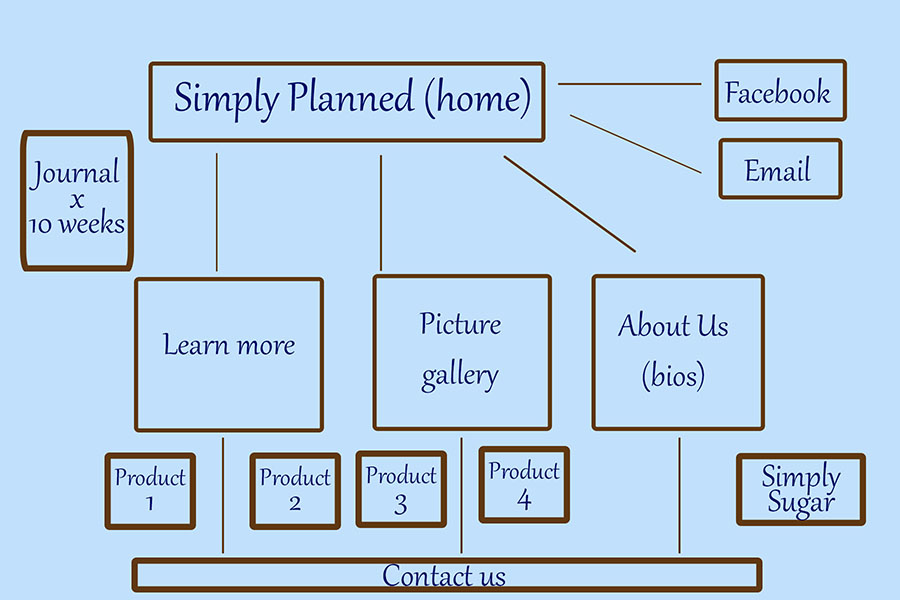 Simply Planned (home)
Facebook
Email
Journal
x
10 weeks
Learn more
Picture
gallery
About Us
(bios)
Product
1
Product
2
Product
3
Product
4
Simply
Sugar
Contact us